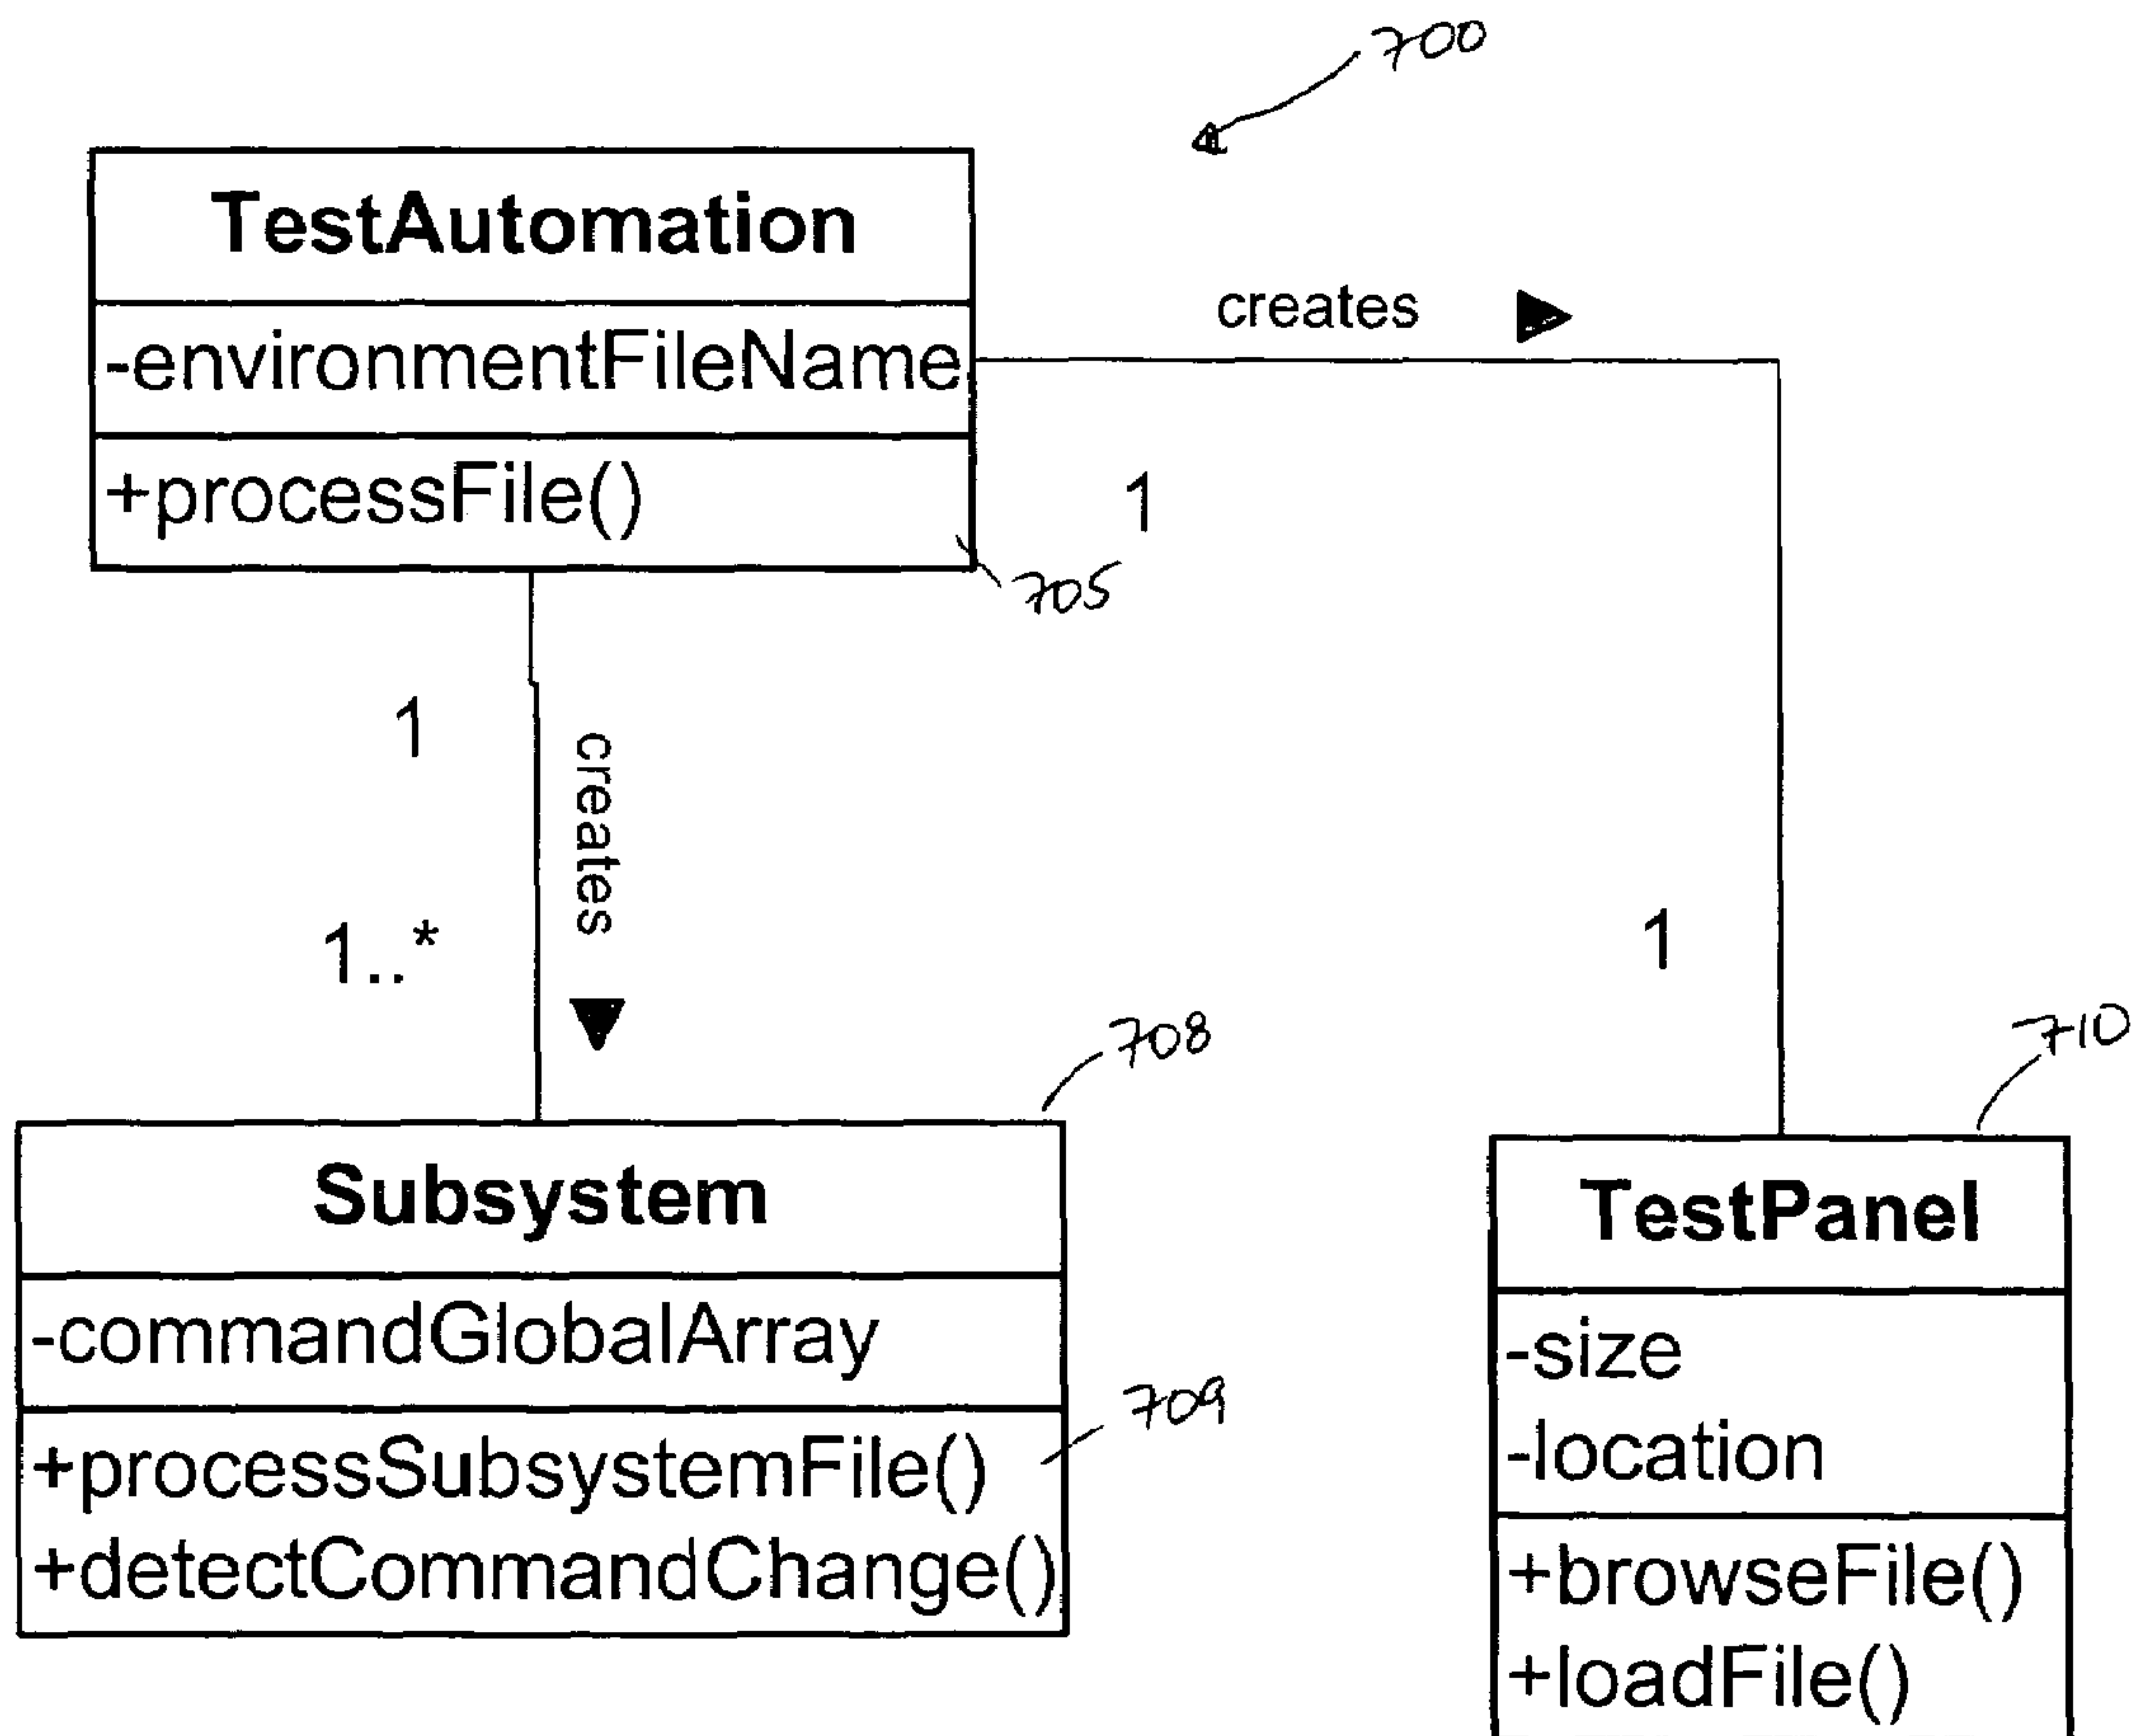 700
TestAutomation
-environmentFileName
+processFile()
705
creates
1
1
1
creates
1..*
708
Subsystem
-commandGlobalArray
+processSubsystemFile()
+detectCommandChange()
709
710
TestPanel
-size
-location
+browseFile()
+loadFile()